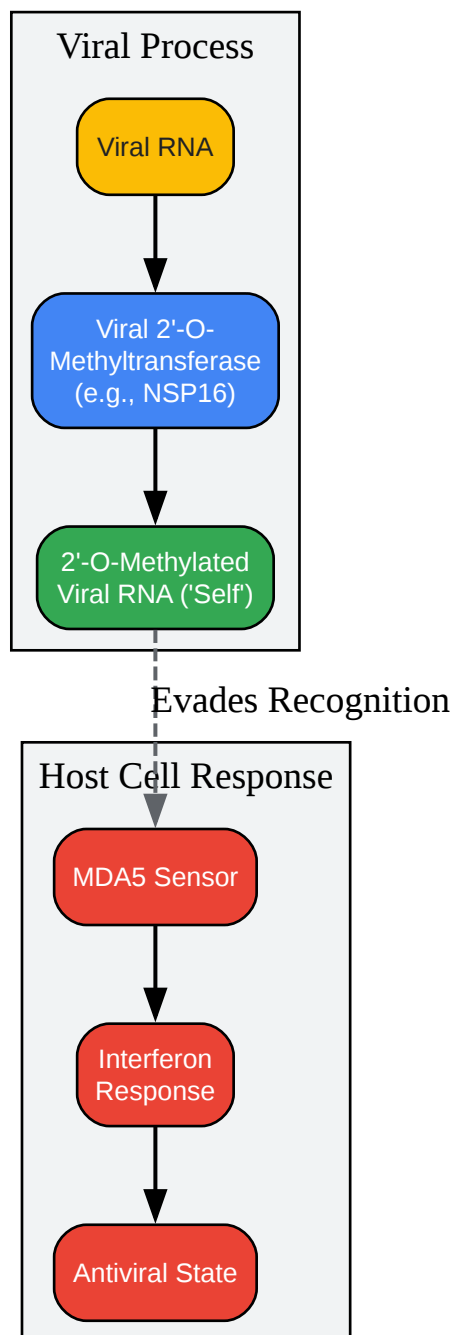 Viral Process
Viral RNA
Viral 2'-O-
Methyltransferase
(e.g., NSP16)
2'-O-Methylated
Viral RNA ('Self')
Evades Recognition
Host Cell Response
MDA5 Sensor
Interferon
Response
Antiviral State